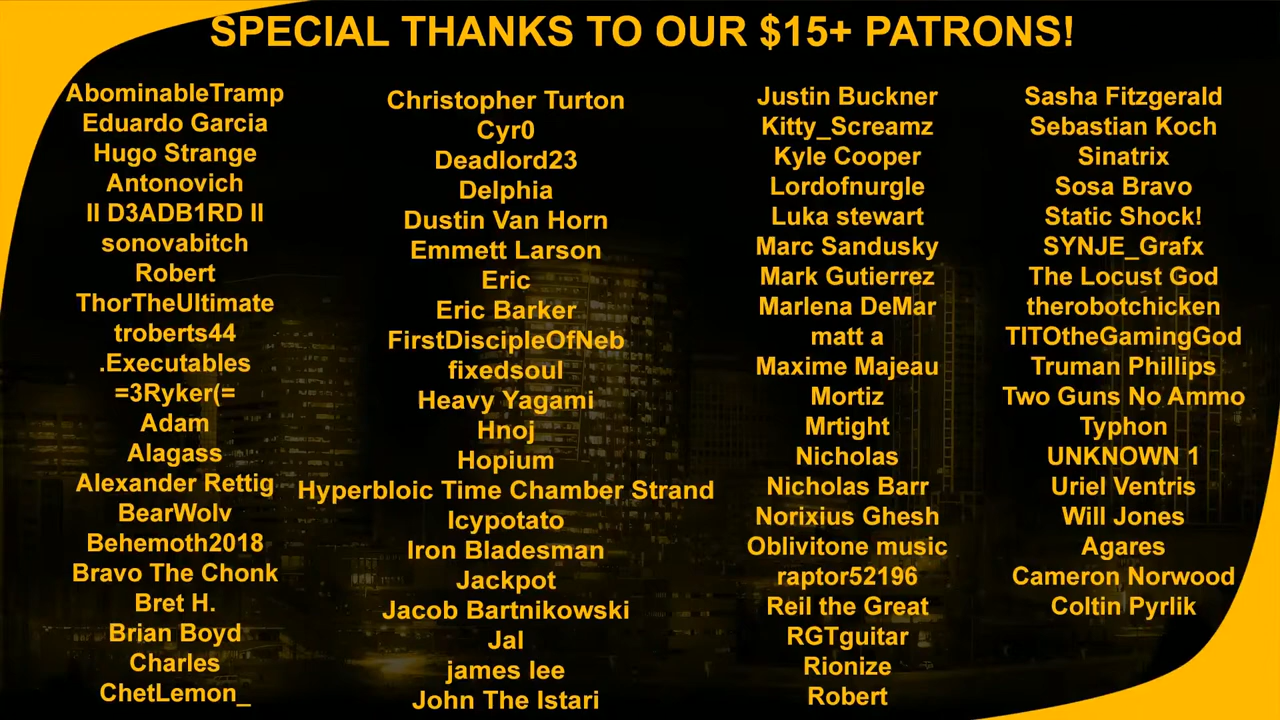 SPECIAL THANKS TO OUR $15+ PATRONS!
AbominableTramp
Eduardo Garcia
Hugo Strange
Antonovich
II D3ADB1RD II
sonovabitch
Robert
ThorTheUltimate
troberts44
.Executables
=3Ryker(=
Adam
Alagass
Alexander Rettig
BearWolv
Behemoth2018
Bravo The Chonk
Bret H.
Brian Boyd
Charles
ChetLemon_
Christopher Turton
Cyr0
Deadlord23
Delphia
Dustin Van Horn
Emmett Larson
Eric
Eric Barker
FirstDiscipleOfNeb
fixedsoul
Heavy Yagami
Hnoj
Hopium
Hyperbloic Time Chamber Strand
Icypotato
Iron Bladesman
Jackpot
Jacob Bartnikowski
Jal
james lee
John The Istari
Justin Buckner
Kitty_Screamz
Kyle Cooper
Lordofnurgle
Luka stewart
Marc Sandusky
Mark Gutierrez
Marlena DeMar
matt a
Maxime Majeau
Mortiz
Mrtight
Nicholas
Nicholas Barr
Norixius Ghesh
Oblivitone music
raptor52196
Reil the Great
RGTguitar
Rionize
Robert
Sasha Fitzgerald
Sebastian Koch
Sinatrix
Sosa Bravo
Static Shock!
SYNJE_Grafx
The Locust God
therobotchicken
TITOtheGamingGod
Truman Phillips
Two Guns No Ammo
Typhon
UNKNOWN 1
Uriel Ventris
Will Jones
Agares
Cameron Norwood
Coltin Pyrlik